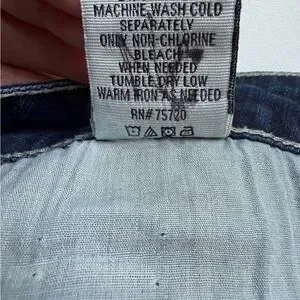 MACHINE WASH COLD
SEPARATELY
ONLY NON-CHLORINE
BLEACH
WHEN NEEDED
TUMBLE DRY LOW
WARM IRON AS NEEDED
RN# 75720